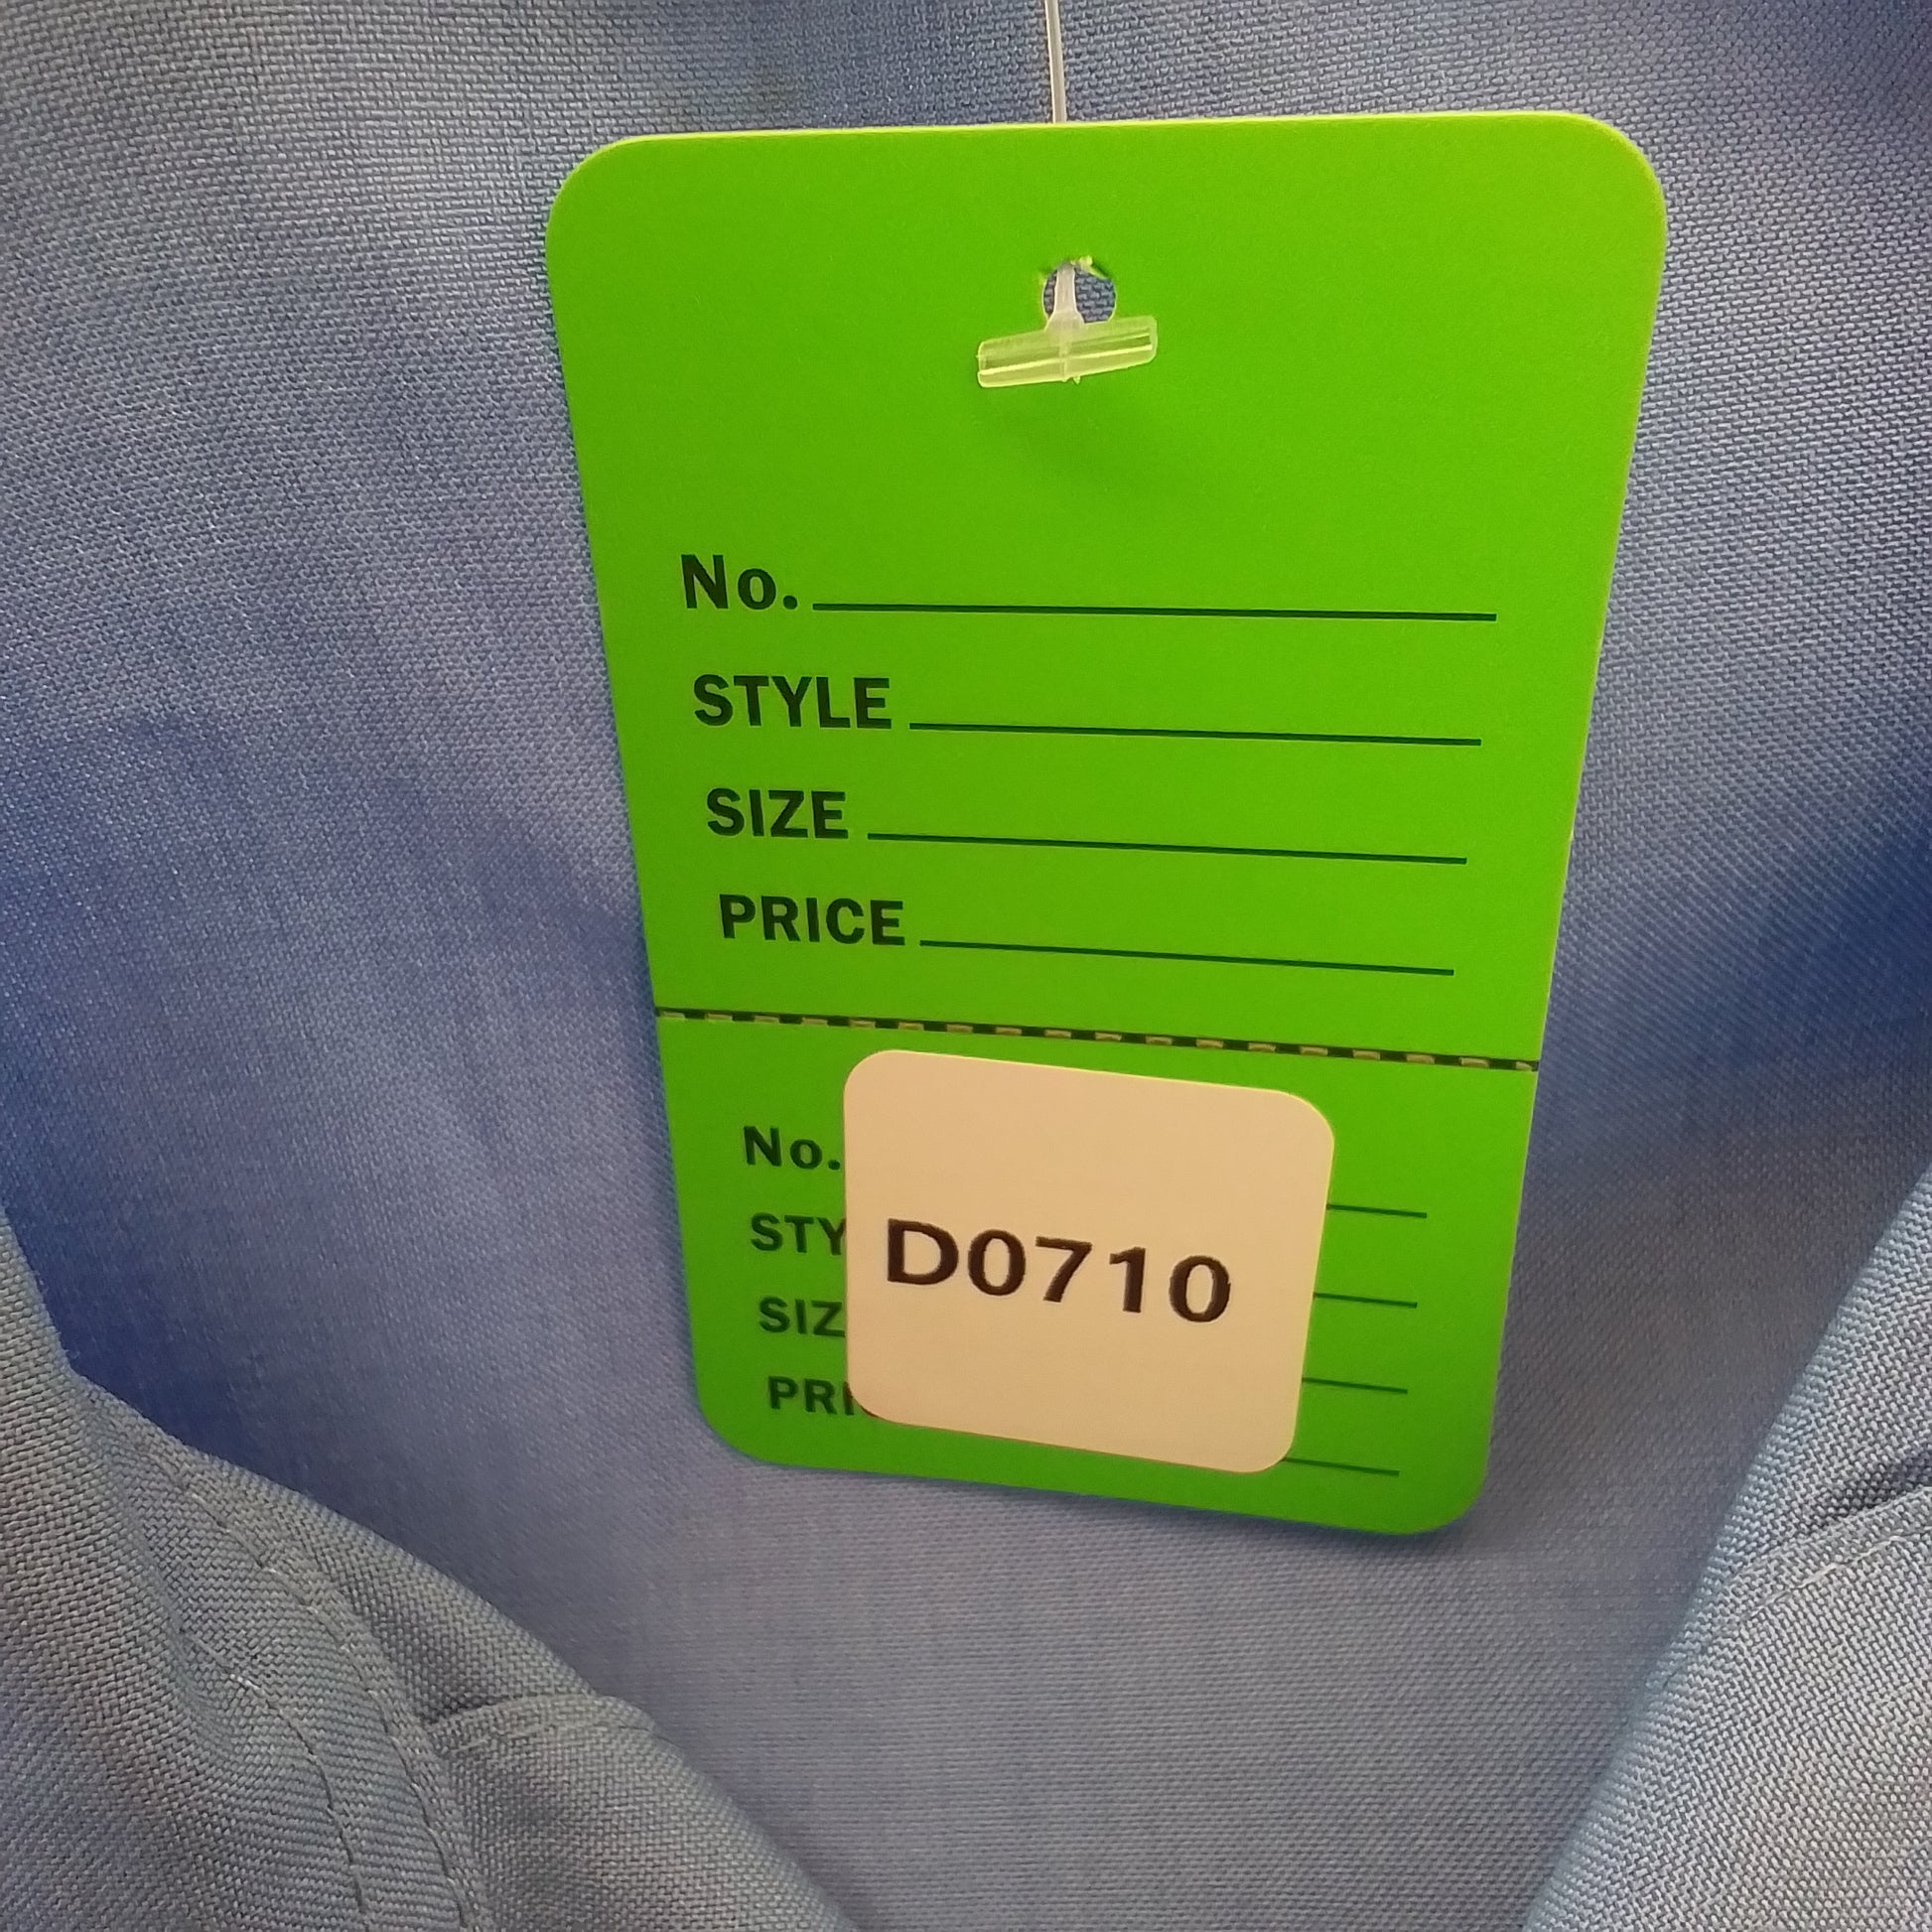 No.
STYLE
SIZE
PRICE
No.
STY
SIZ
PRI
D0710